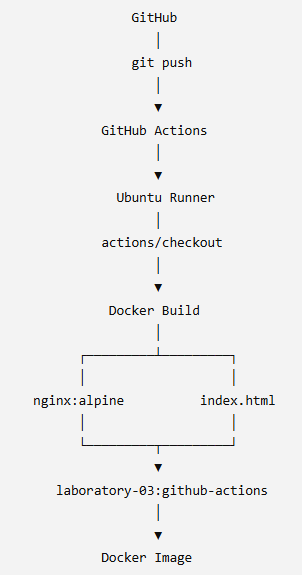 GitHub
git push
GitHub Actions
Ubuntu Runner
actions/checkout
Docker Build
nginx:alpine index.html
laboratory-03:github-actions
Docker Image